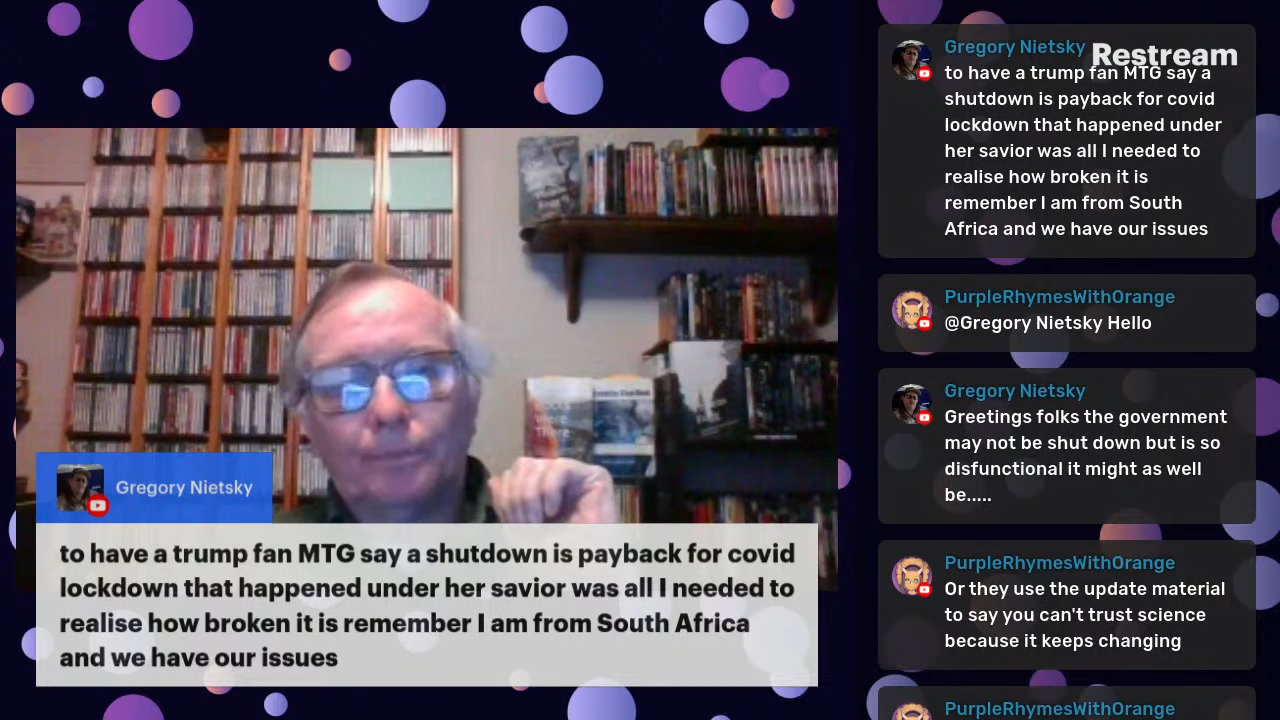 Gregory Nietsky
to have a trump fan MTG say a shutdown is payback for covid
lockdown that happened under her savior was all I needed to
realise how broken it is remember I am from South Africa
and we have our issues
Restream
Gregory Nietsky
to have a trump fan MTG say a
shutdown is payback for covid
lockdown that happened under
her savior was all I needed to
realise how broken it is
remember I am from South
Africa and we have our issues
PurpleRhymesWithOrange
@Gregory Nietsky Hello
Gregory Nietsky
Greetings folks the government
may not be shut down but is so
disfunctional it might as well
be.....
PurpleRhymesWithOrange
Or they use the update material
to say you can't trust science
because it keeps changing
PurpleRhymesWithOrange